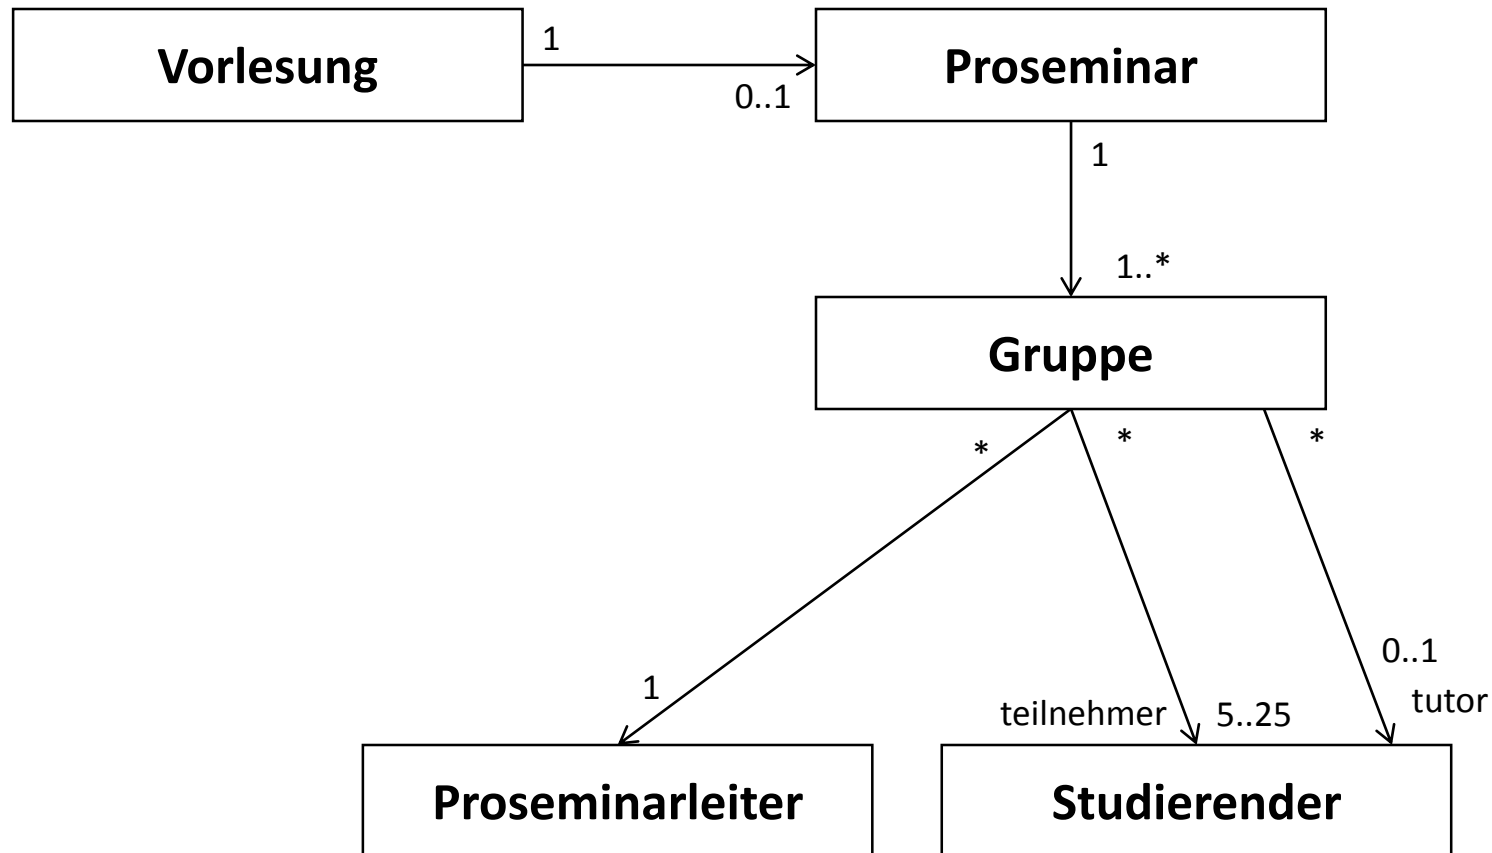 Vorlesung
1
0..1
Proseminar
1
1..*
Gruppe
*
*
*
1
teilnehmer
5..25
0..1
tutor
Proseminarleiter
Studierender